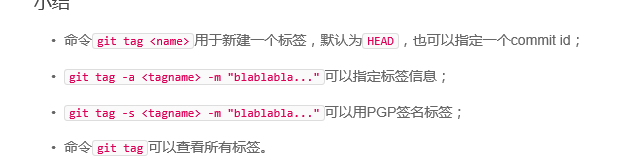 小结
命令git tag <name>用于新建一个标签，默认为HEAD，也可以指定一个commit id；
git tag -a <tagname> -m "blablabla..."可以指定标签信息；
git tag -s <tagname> -m "blablabla..."可以用PGP签名标签；
命令git tag可以查看所有标签。